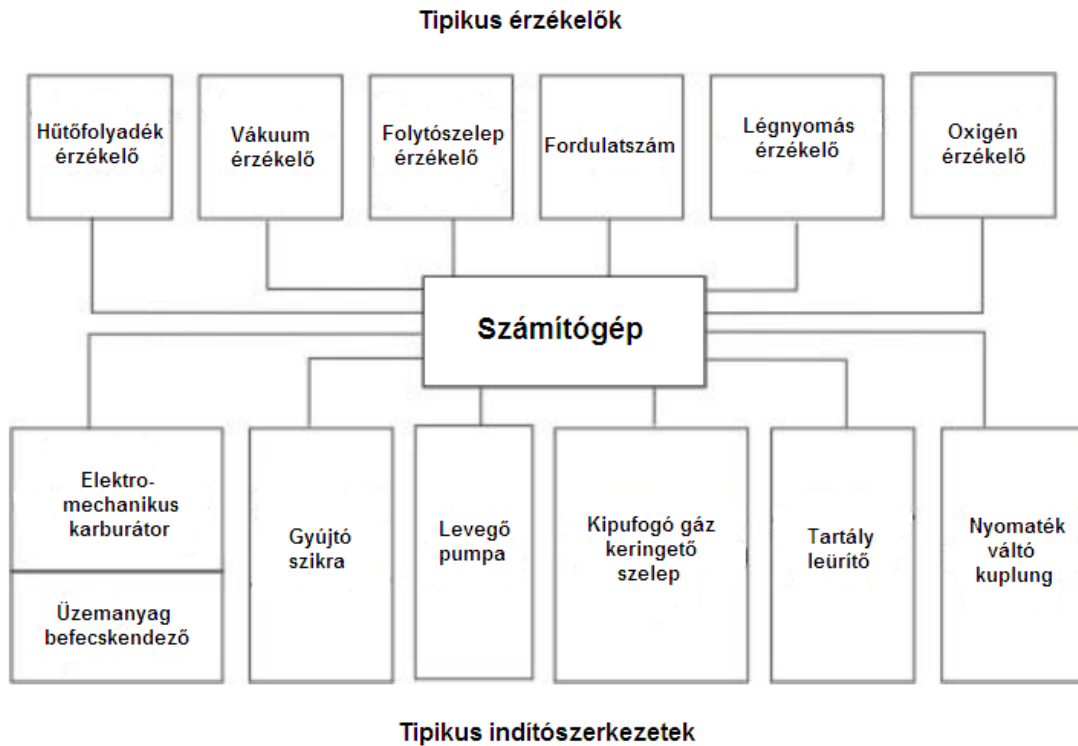 Tipikus érzékelők
Hűtőfolyadék
érzékelő
Vákuum
érzékelő
Folytószelep
érzékelő
Fordulatszám
Légnyomás
érzékelő
Oxigén
érzékelő
Számítógép
Elektro-
mechanikus
karburátor
Üzemanyag
befecskendező
Gyújtó
szikra
Levegő
pumpa
Kipufogó gáz
keringető
szelep
Tartály
leürítő
Nyomaték
váltó
kuplung
Tipikus indítószerkezetek